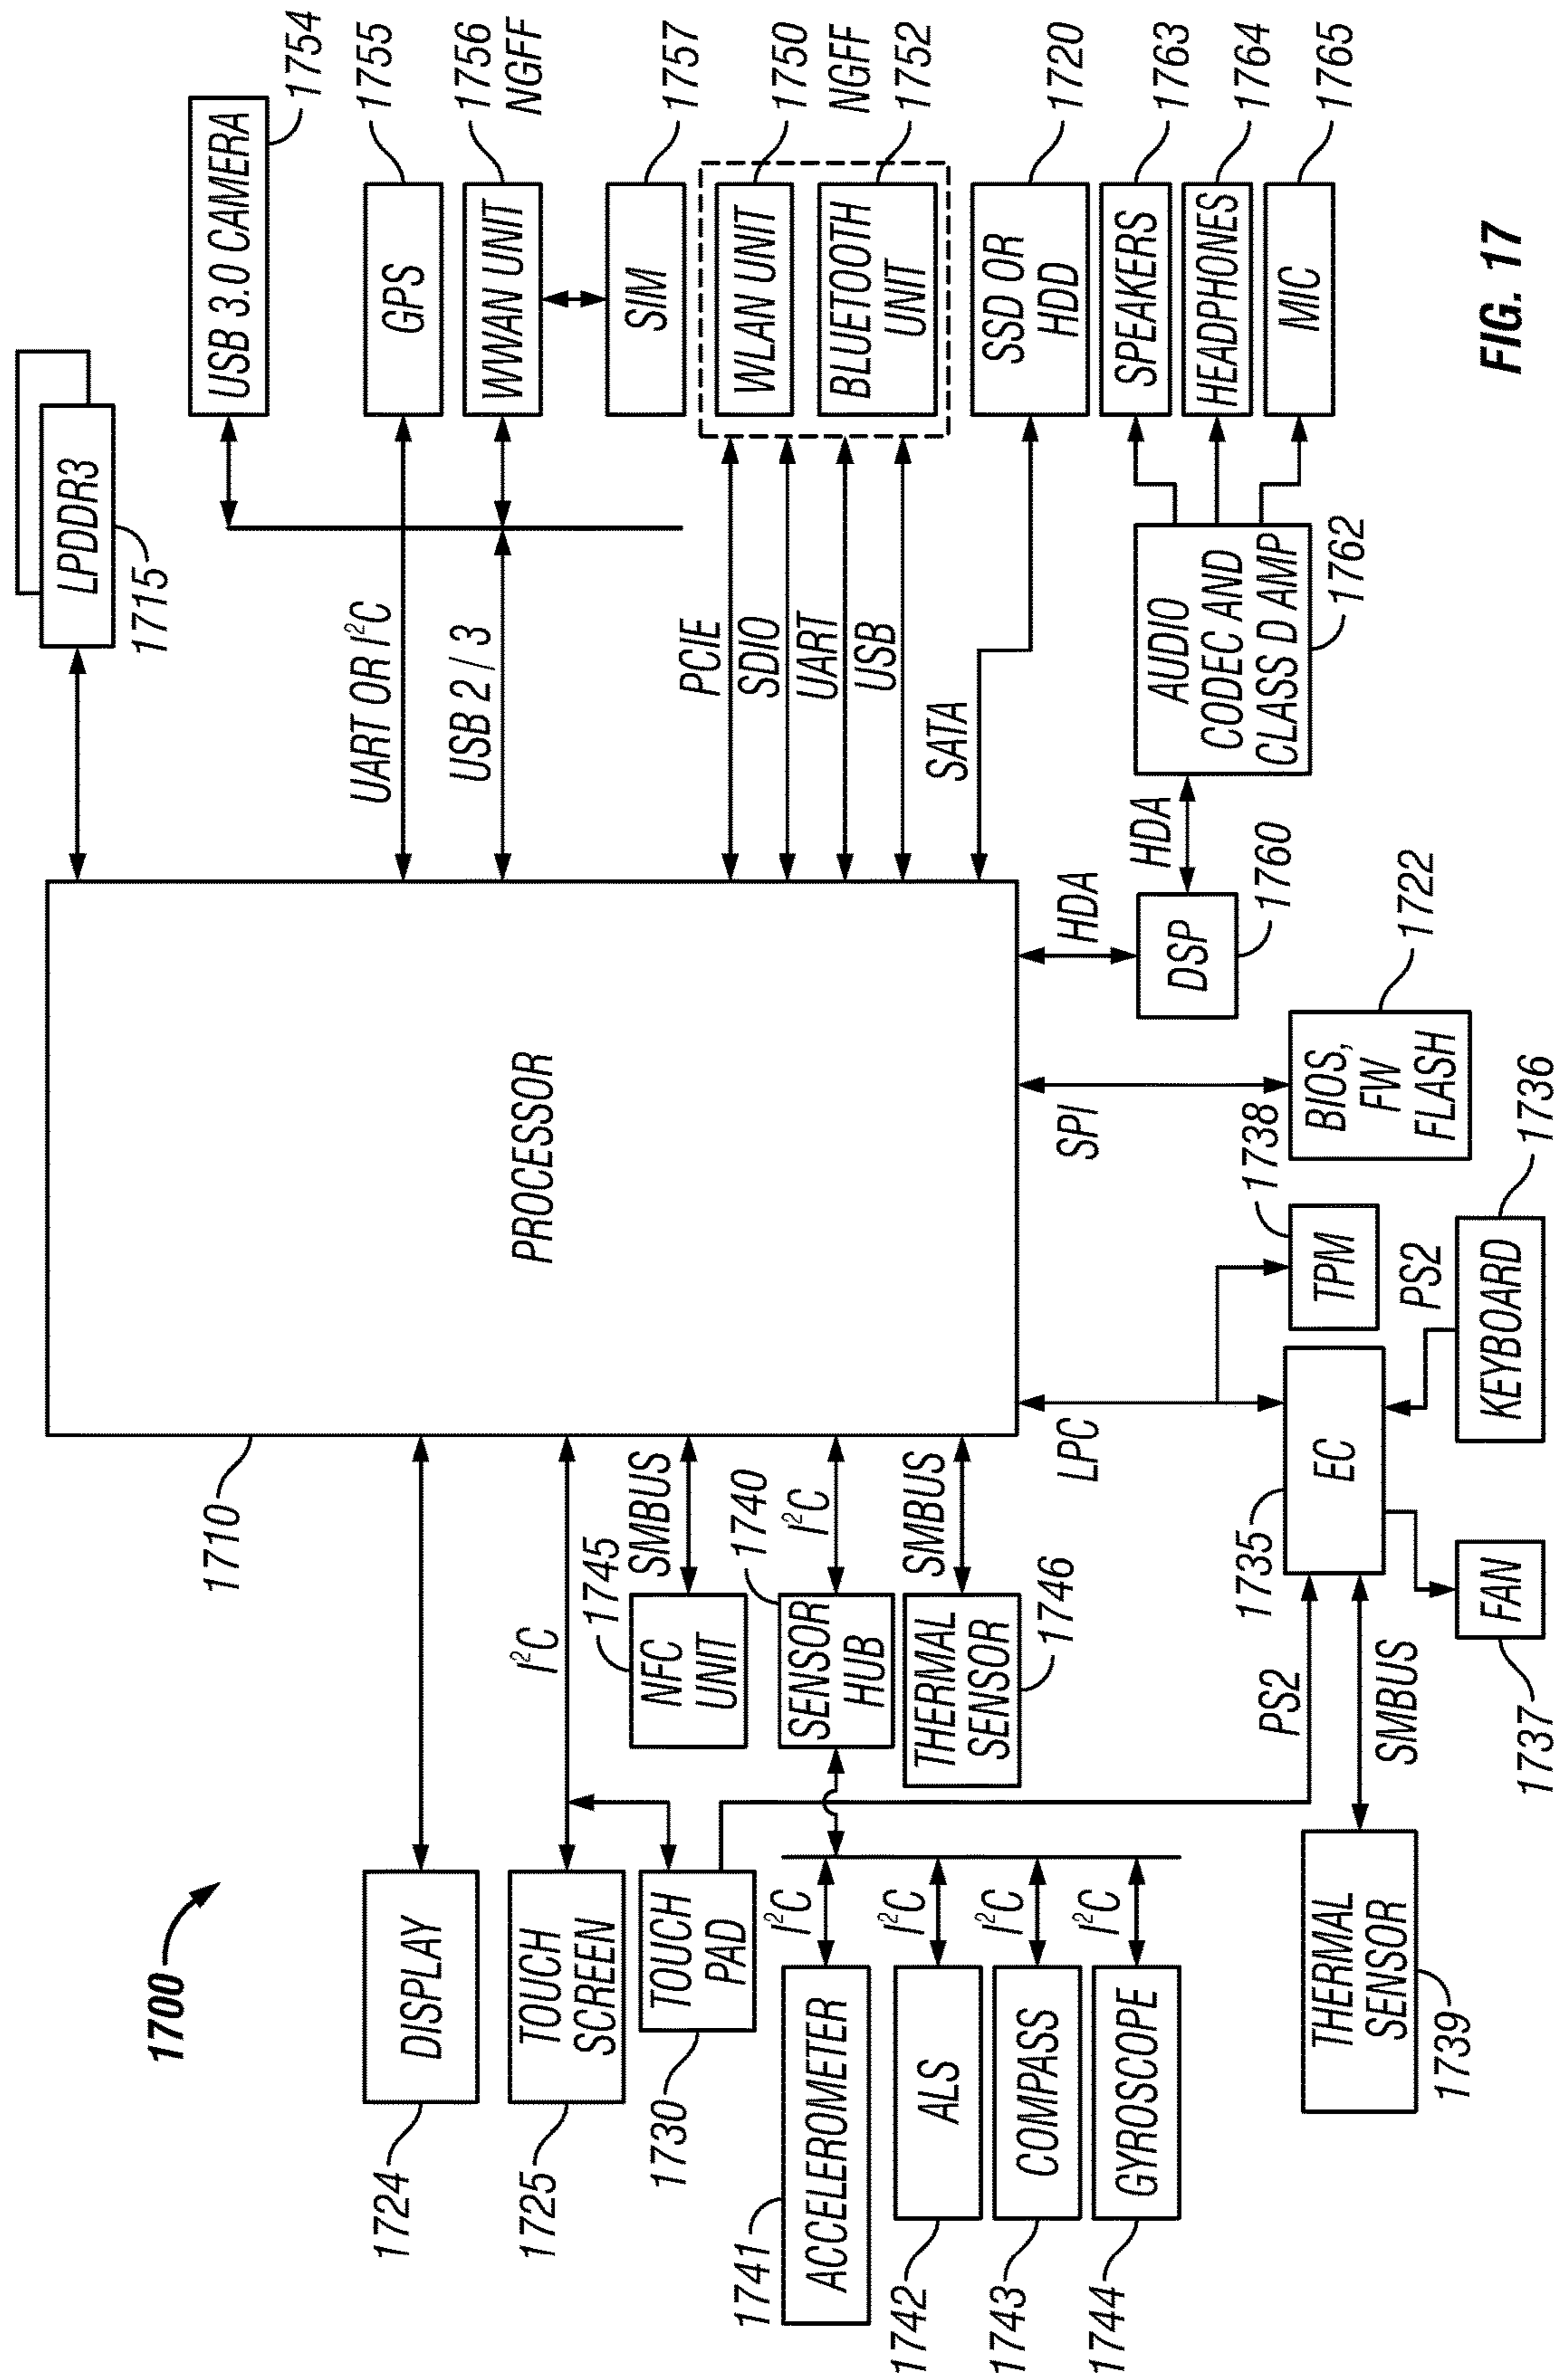 1700
LPDDR3
1715
1710
PROCESSOR
DISPLAY
1724
TOUCH
SCREEN
1725
I²C
TOUCH
PAD
1730
1745
NFC
UNIT
SMBUS
1740
SENSOR
HUB
I²C
THERMAL
SENSOR
1746
SMBUS
1741
ACCELEROMETER
I²C
1742
ALS
I²C
1743
COMPASS
I²C
1744
GYROSCOPE
I²C
USB 3.0 CAMERA
1754
UART OR I²C
GPS
1755
USB 2 / 3
WWAN UNIT
1756
NGFF
SIM
1757
PCIE
SDIO
UART
USB
WLAN UNIT
1750
NGFF
BLUETOOTH
UNIT
1752
SATA
SSD OR
HDD
1720
SPEAKERS
1763
HEADPHONES
1764
MIC
1765
HDA
DSP
1760
HDA
AUDIO
CODEC AND
CLASS D AMP
1762
SPI
BIOS,
FW
FLASH
1722
LPC
1738
TPM
1735
EC
PS2
KEYBOARD
1736
FAN
1737
PS2
SMBUS
THERMAL
SENSOR
1739
FIG. 17